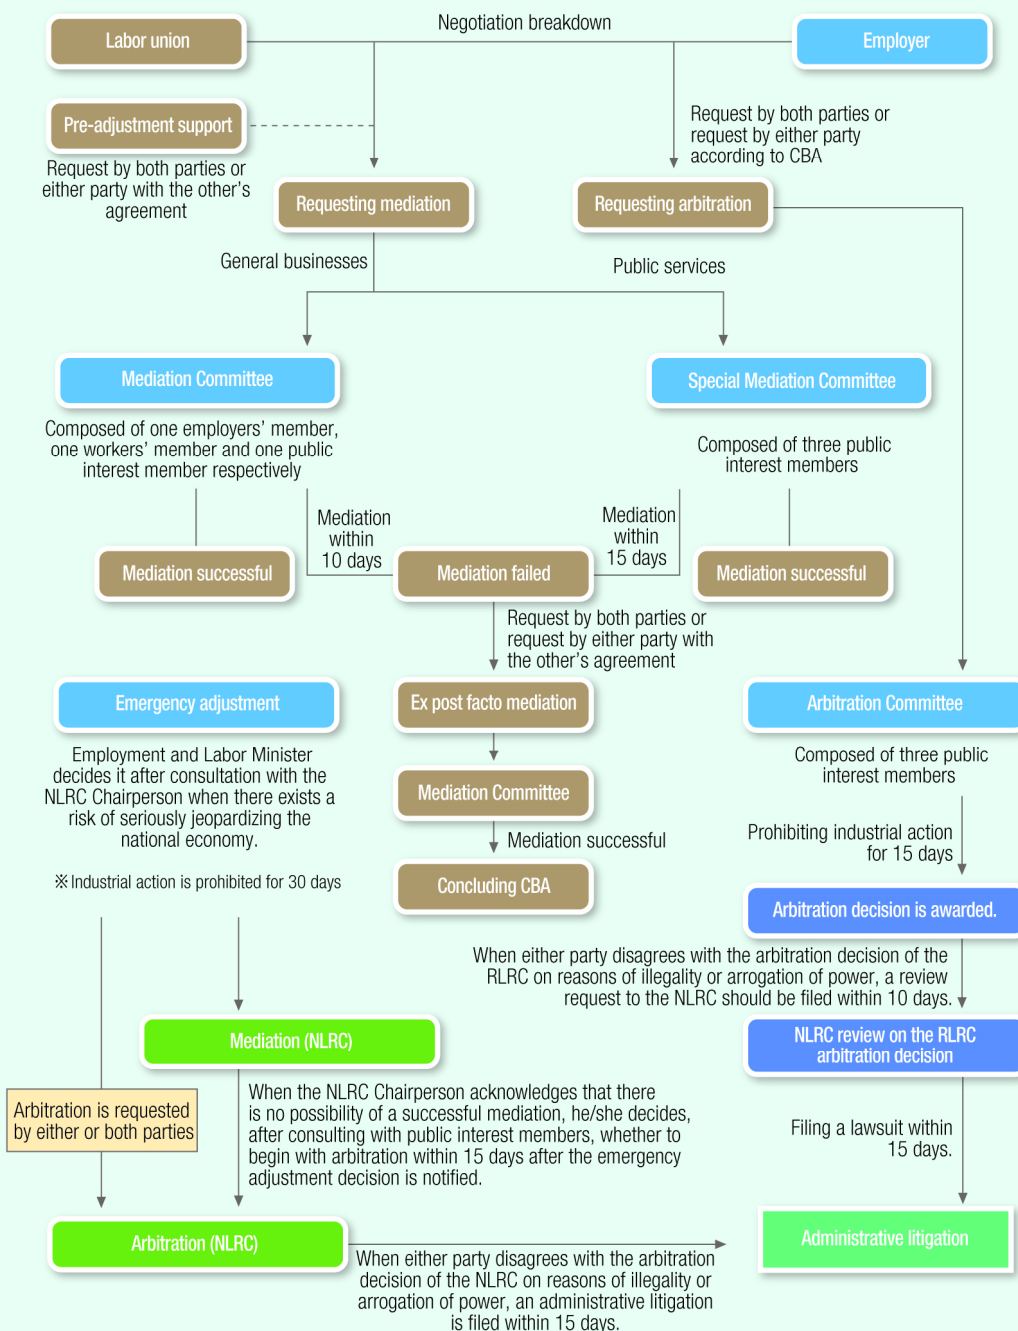 Negotiation breakdown
Labor union
Employer
Pre-adjustment support
Request by both parties or
either party with the other's
agreement
Request by both parties or
request by either party
according to CBA
Requesting mediation
Requesting arbitration
General businesses
Public services
Mediation Committee
Special Mediation Committee
Composed of one employers' member,
one workers' member and one public
interest member respectively
Composed of three public
interest members
Mediation
within
10 days
Mediation
within
15 days
Mediation successful
Mediation failed
Mediation successful
Request by both parties or
request by either party with
the other's agreement
Emergency adjustment
Ex post facto mediation
Arbitration Committee
Employment and Labor Minister
decides it after consultation with the
NLRC Chairperson when there exists a
risk of seriously jeopardizing the
national economy.
※ Industrial action is prohibited for 30 days
Mediation Committee
Mediation successful
Concluding CBA
Composed of three public
interest members
Prohibiting industrial action
for 15 days
Arbitration decision is awarded.
When either party disagrees with the arbitration decision of the
RLRC on reasons of illegality or arrogation of power, a review
request to the NLRC should be filed within 10 days.
Mediation (NLRC)
NLRC review on the RLRC
arbitration decision
Arbitration is requested
by either or both parties
When the NLRC Chairperson acknowledges that there
is no possibility of a successful mediation, he/she decides,
after consulting with public interest members, whether to
begin with arbitration within 15 days after the emergency
adjustment decision is notified.
Filing a lawsuit within
15 days.
Arbitration (NLRC)
Administrative litigation
When either party disagrees with the arbitration
decision of the NLRC on reasons of illegality or
arrogation of power, an administrative litigation
is filed within 15 days.